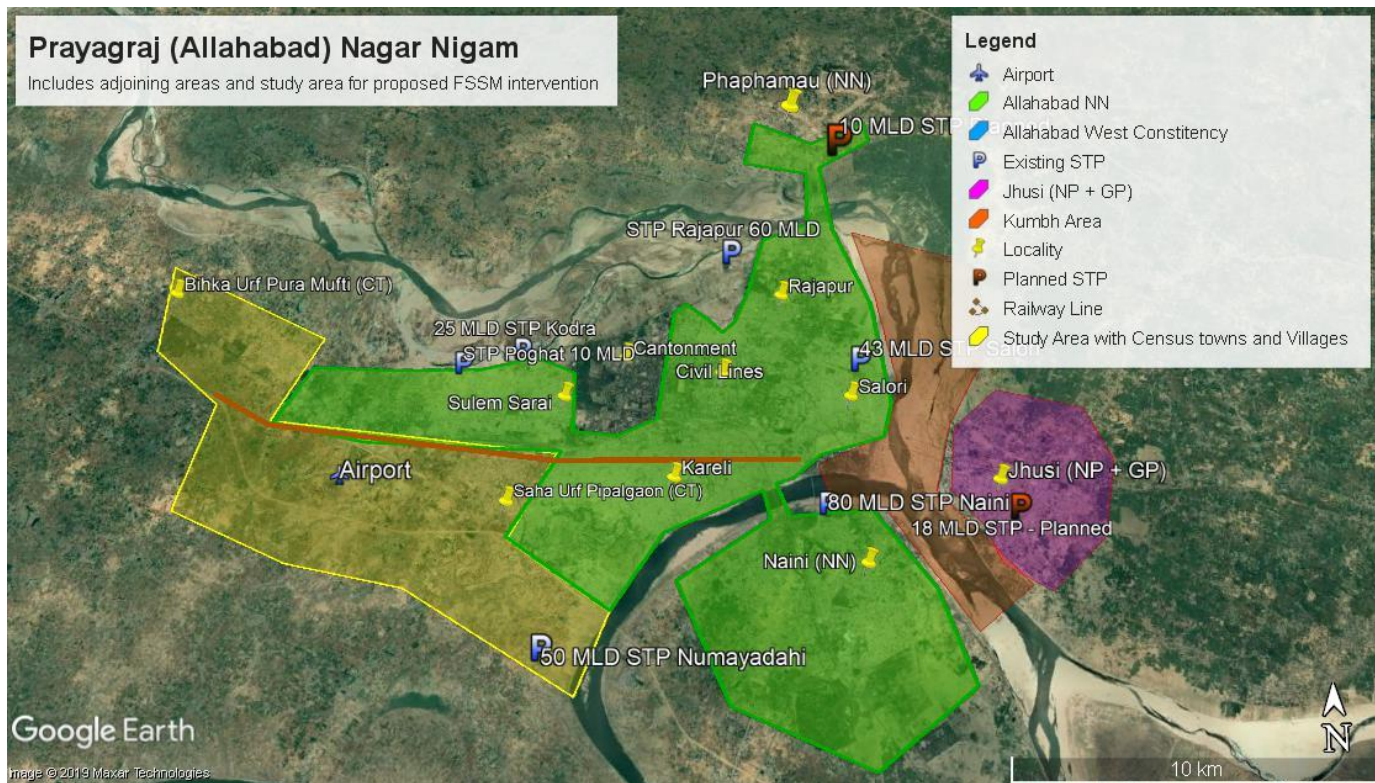 Prayagraj (Allahabad) Nagar Nigam
Includes adjoining areas and study area for proposed FSSM intervention
Legend
Airport
Allahabad NN
Allahabad West Constitency
Existing STP
Jhusi (NP + GP)
Kumbh Area
Locality
Planned STP
Railway Line
Study Area with Census towns and Villages
Phaphamau (NN)
10 MLD STP Planned
STP Rajapur 60 MLD
Bihka Urf Pura Mufti (CT)
Rajapur
25 MLD STP Kodra
STP Poghat 10 MLD
Cantonment
43 MLD STP Salori
Civil Lines
Sulem Sarai
Salori
Airport
Kareli
Jhusi (NP + GP)
Saha Urf Pipalgaon (CT)
80 MLD STP Naini
18 MLD STP - Planned
Naini (NN)
50 MLD STP Numayadahi
Google Earth
N
Image © 2019 Maxar Technologies
10 km